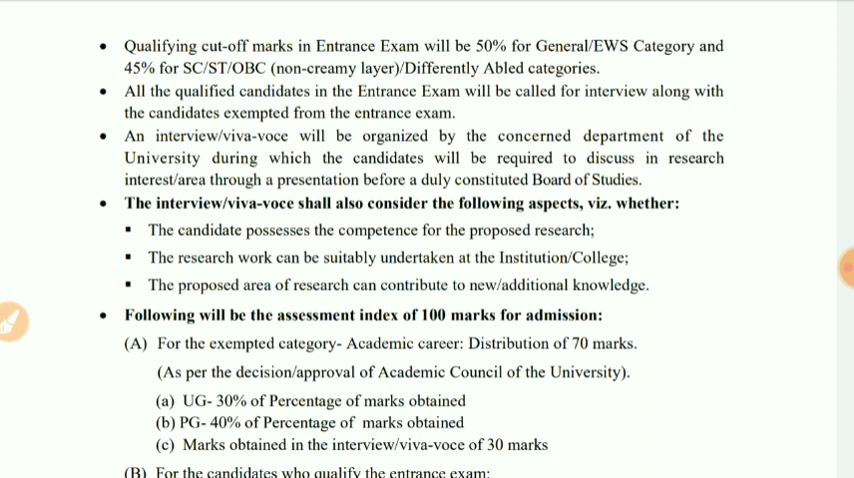 • Qualifying cut-off marks in Entrance Exam will be 50% for General/EWS Category and
45% for SC/ST/OBC (non-creamy layer)/Differently Abled categories.
• All the qualified candidates in the Entrance Exam will be called for interview along with
the candidates exempted from the entrance exam.
• An interview/viva-voce will be organized by the concerned department of the
University during which the candidates will be required to discuss in research
interest/area through a presentation before a duly constituted Board of Studies.
• The interview/viva-voce shall also consider the following aspects, viz. whether:
▪ The candidate possesses the competence for the proposed research;
▪ The research work can be suitably undertaken at the Institution/College;
▪ The proposed area of research can contribute to new/additional knowledge.
• Following will be the assessment index of 100 marks for admission:
(A) For the exempted category- Academic career: Distribution of 70 marks.
(As per the decision/approval of Academic Council of the University).
(a) UG- 30% of Percentage of marks obtained
(b) PG- 40% of Percentage of marks obtained
(c) Marks obtained in the interview/viva-voce of 30 marks
(B) For the candidates who qualify the entrance exam: